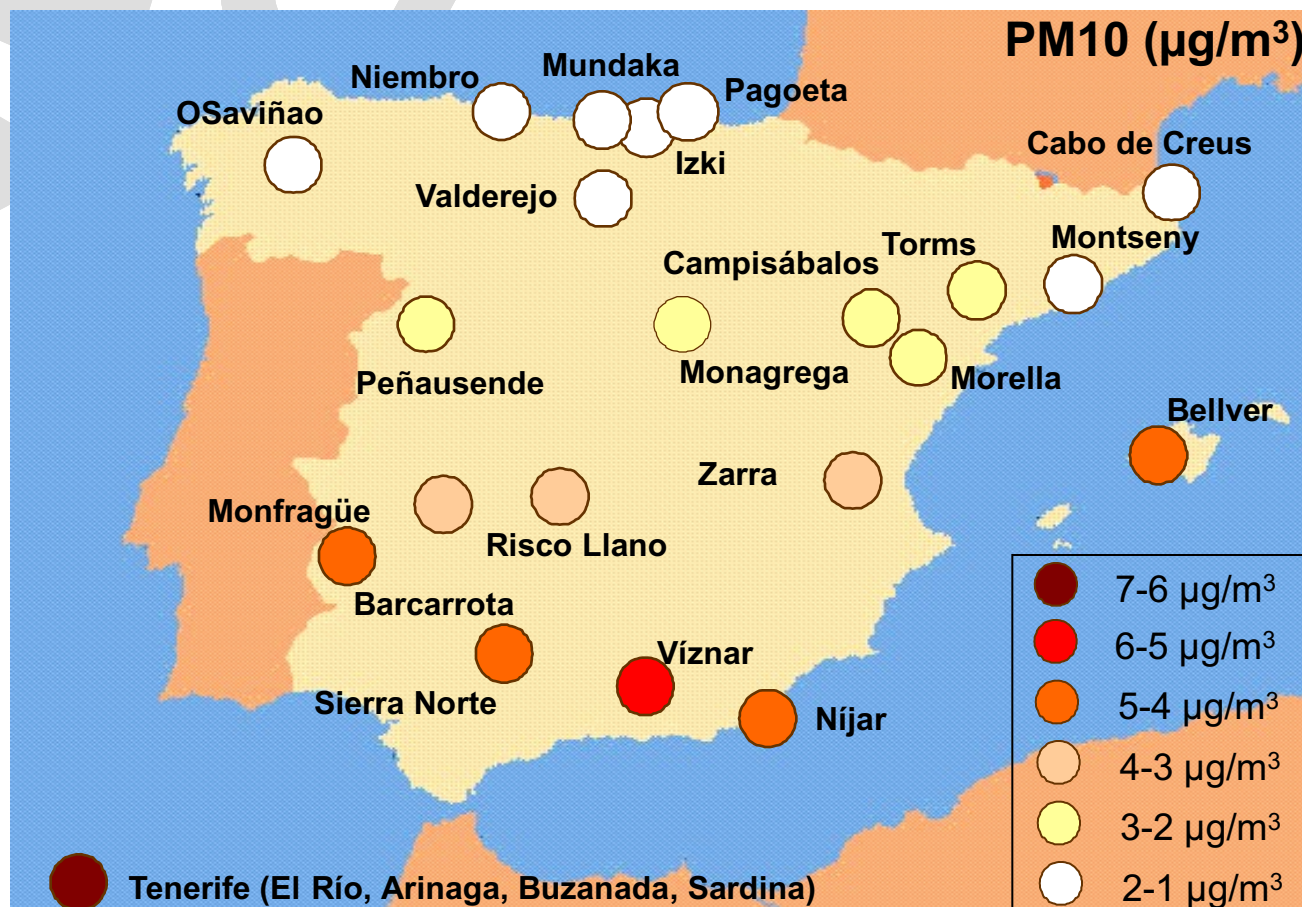 PM10 (µg/m³)
Mundaka
Niembro
Pagoeta
OSaviñao
Cabo de Creus
Izki
Valderejo
Torms
Montseny
Campisábalos
Monagrega
Morella
Peñausende
Bellver
Zarra
Monfragüe
Risco Llano
Barcarrota
Víznar
Sierra Norte
Níjar
7-6 µg/m³
6-5 µg/m³
5-4 µg/m³
4-3 µg/m³
3-2 µg/m³
2-1 µg/m³
Tenerife (El Río, Arinaga, Buzanada, Sardina)